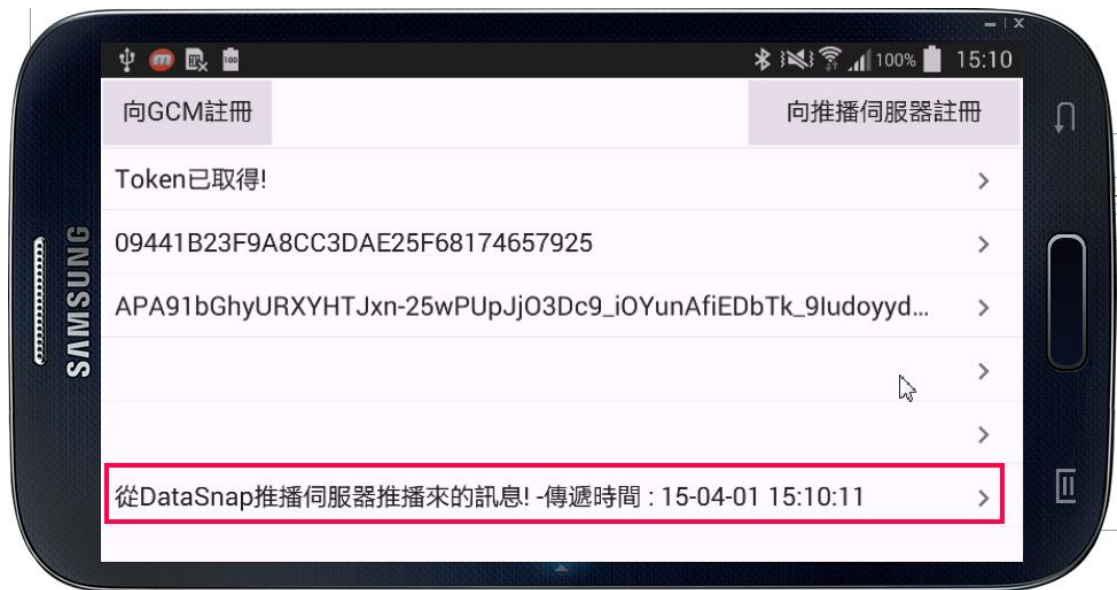 100% 15:10
向GCM註冊 向推播伺服器註冊
Token已取得!
09441B23F9A8CC3DAE25F68174657925
APA91bGhyURXYHTJxn-25wPUpJjO3Dc9_iOYunAfiEDbTk_9Iudoyyd...
從DataSnap推播伺服器推播來的訊息! -傳遞時間 : 15-04-01 15:10:11
SAMSUNG